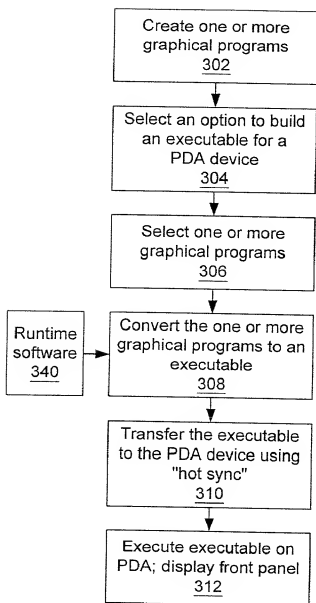 Create one or more
graphical programs
302
Select an option to build
an executable for a
PDA device
304
Select one or more
graphical programs
306
Runtime
software
340
Convert the one or more
graphical programs to an
executable
308
Transfer the executable
to the PDA device using
"hot sync"
310
Execute executable on
PDA; display front panel
312